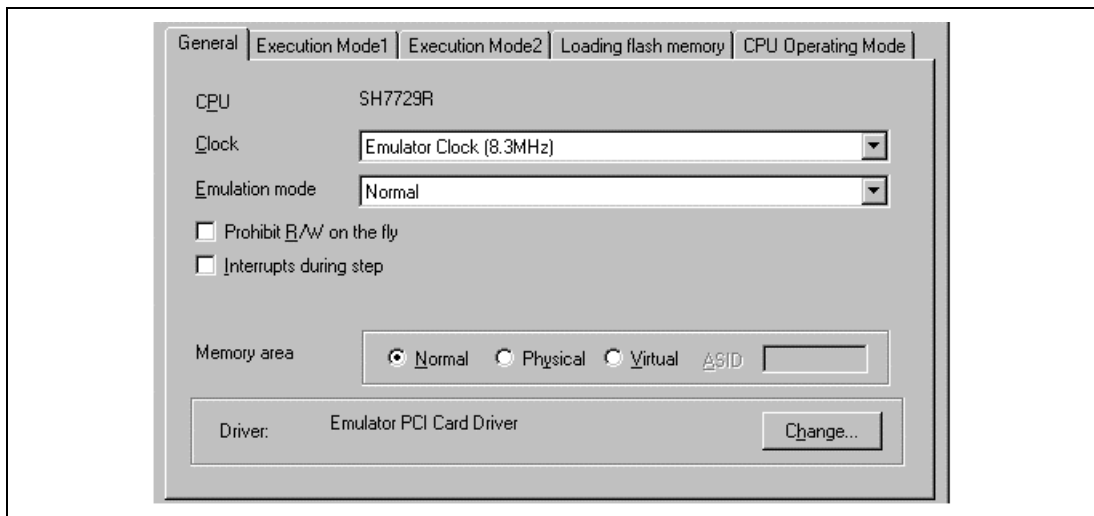 General Execution Mode1 Execution Mode2 Loading flash memory CPU Operating Mode
CPU SH7729R
Clock Emulator Clock (8.3MHz)
Emulation mode Normal
Prohibit R/W on the fly
Interrupts during step
Memory area Normal Physical Virtual ASID
Driver: Emulator PCI Card Driver Change...